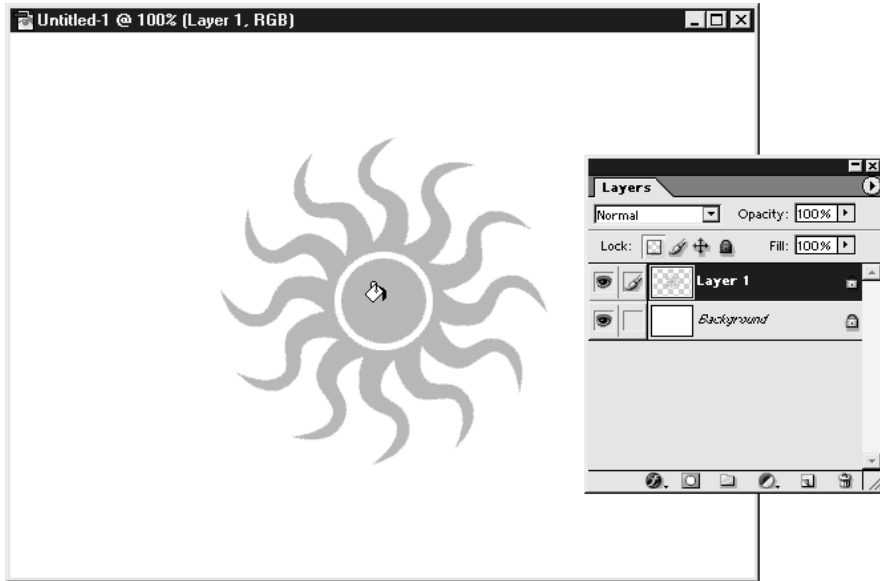 Untitled-1 @ 100% (Layer 1, RGB)
Layers
Normal Opacity: 100%
Lock: Fill: 100%
Layer 1
Background